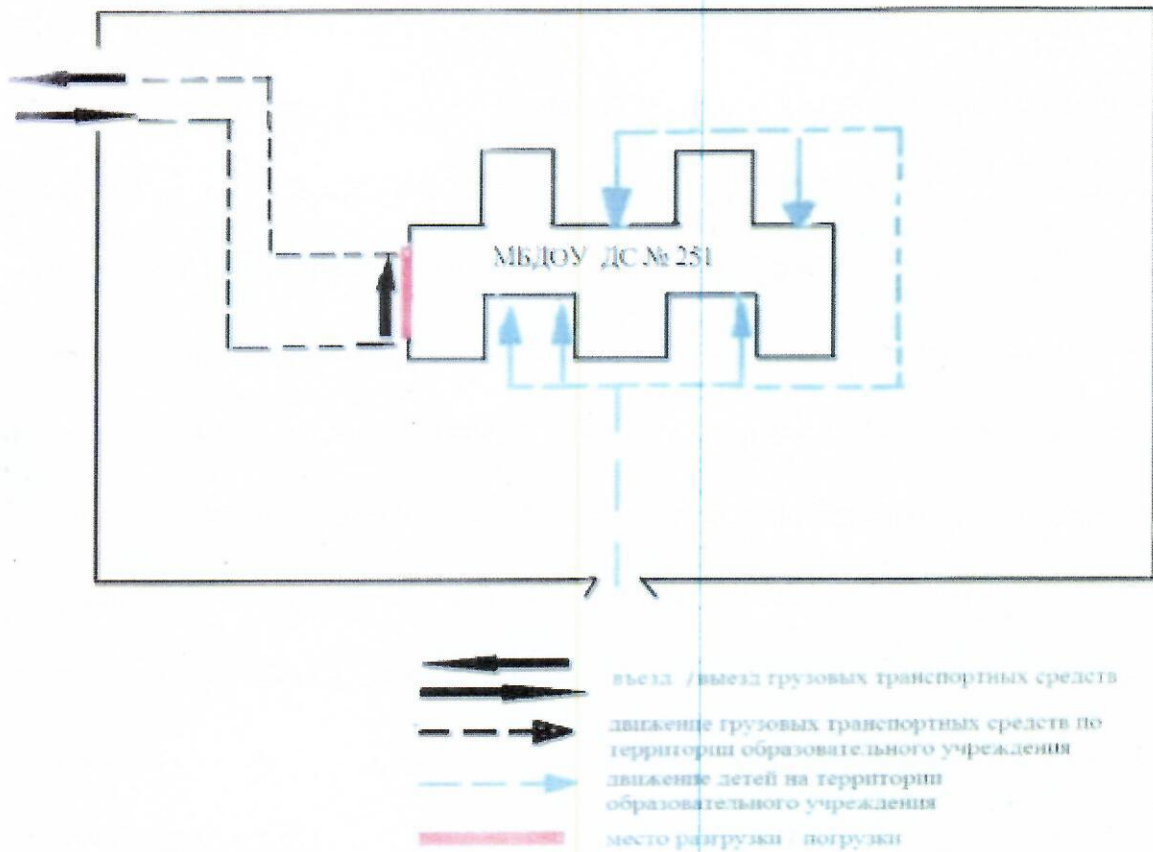 МБДОУ ДС № 251
въезд / выезд грузовых транспортных средств
движение грузовых транспортных средств по
территории образовательного учреждения
движение детей на территории
образовательного учреждения
место разгрузки / погрузки